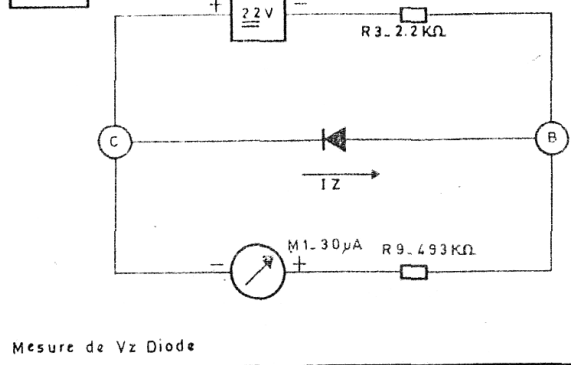 + 22V −
R3_2.2KΩ
C
B
IZ
M1_30µA
R9_493KΩ
− +
Mesure de Vz Diode